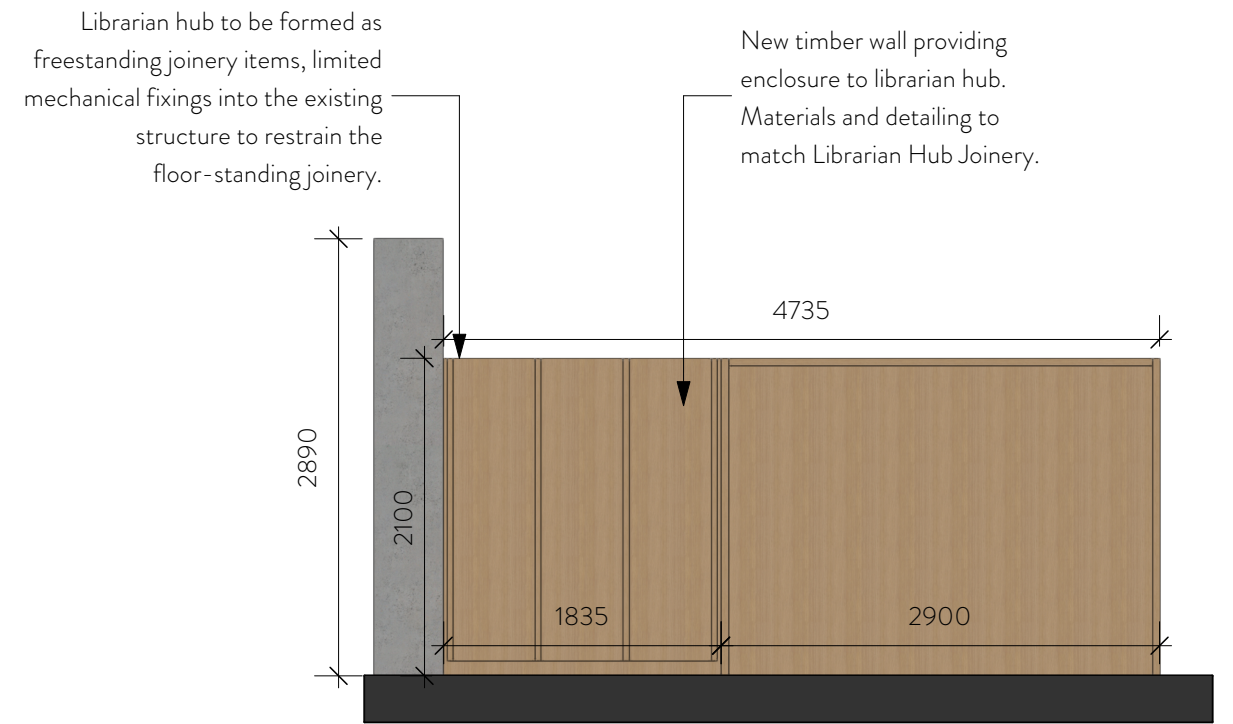 Librarian hub to be formed as
freestanding joinery items, limited
mechanical fixings into the existing
structure to restrain the
floor-standing joinery.
New timber wall providing
enclosure to librarian hub.
Materials and detailing to
match Librarian Hub Joinery.
4735
2890
2100
1835
2900